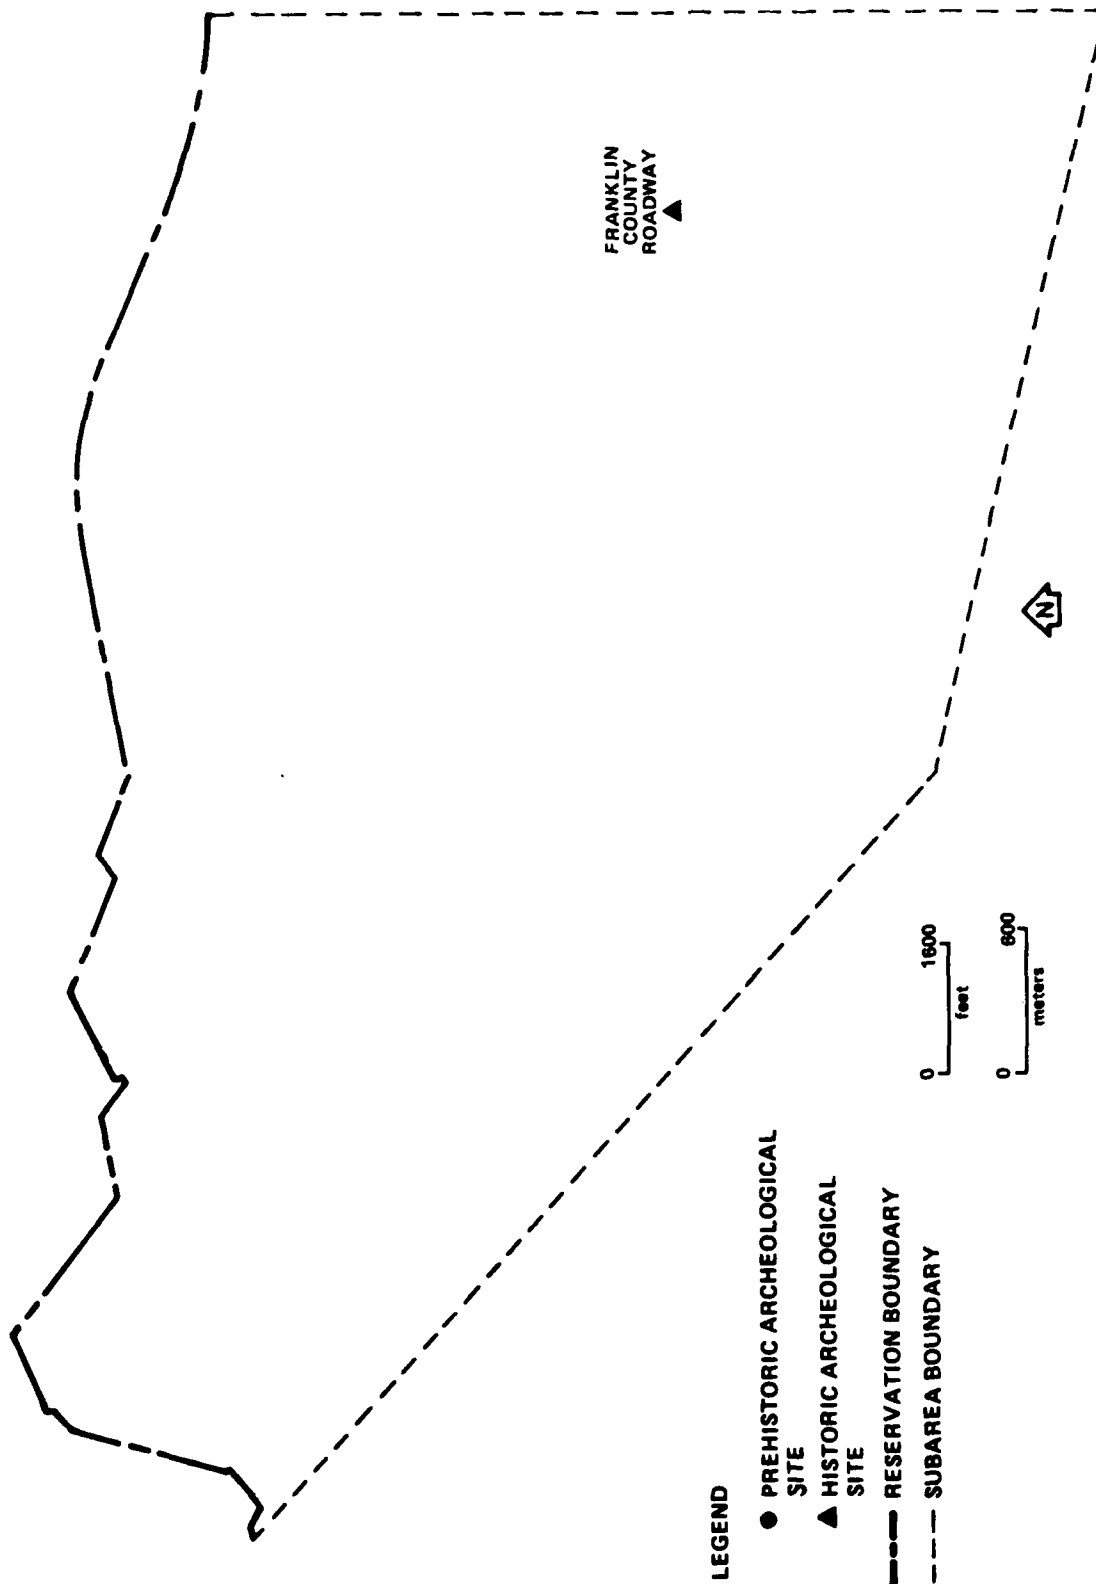 FRANKLIN
COUNTY
ROADWAY
LEGEND
PREHISTORIC ARCHEOLOGICAL
SITE
HISTORIC ARCHEOLOGICAL
SITE
RESERVATION BOUNDARY
SUBAREA BOUNDARY
0 1600
feet
0 600
meters
N